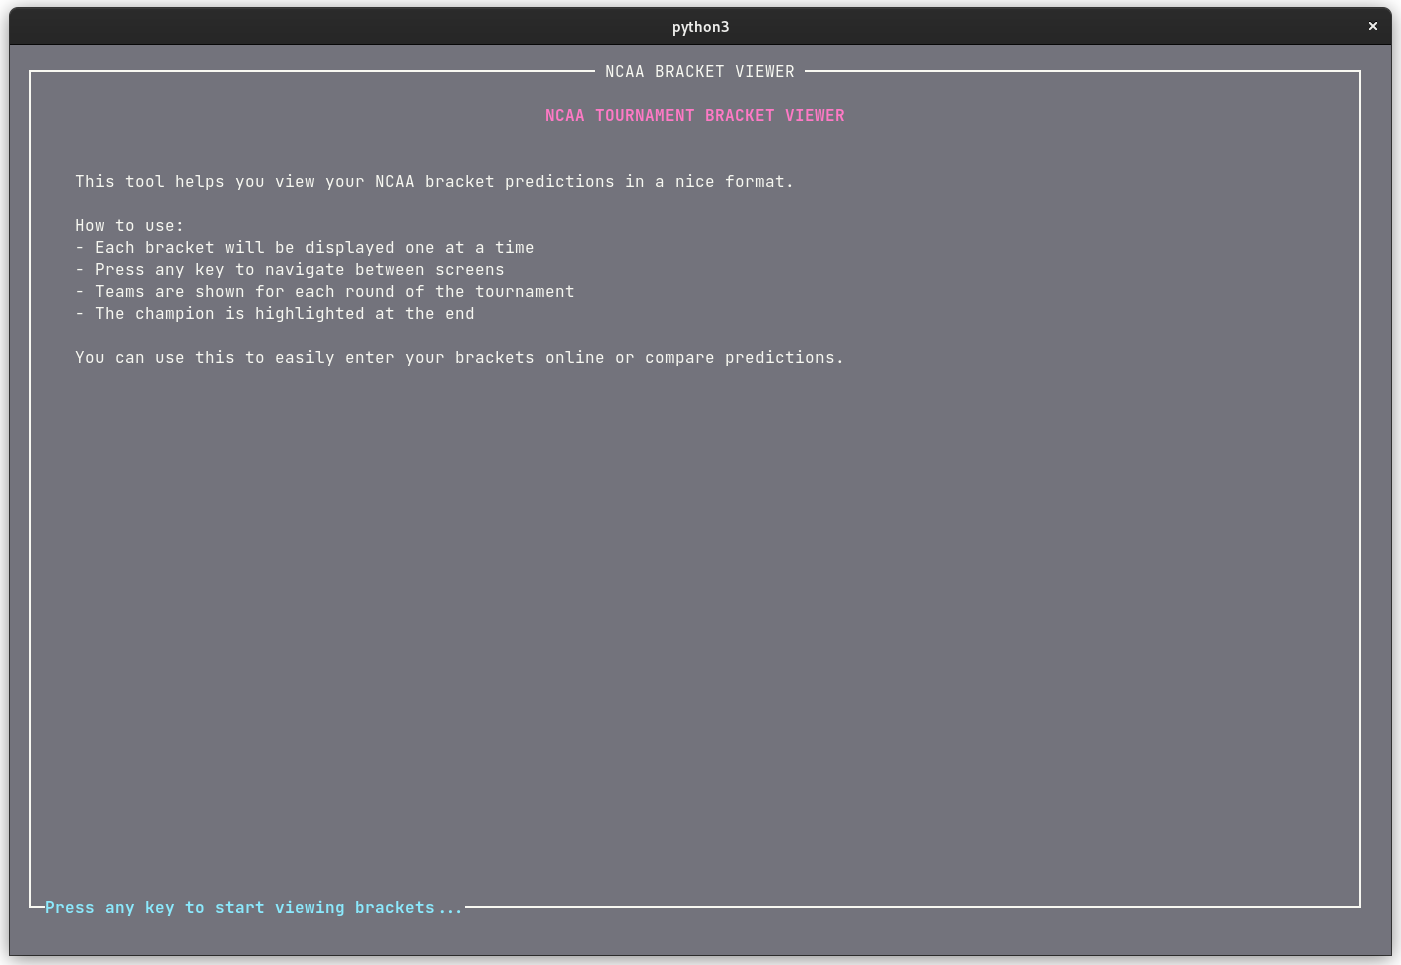 python3
NCAA BRACKET VIEWER
NCAA TOURNAMENT BRACKET VIEWER
This tool helps you view your NCAA bracket predictions in a nice format.
How to use:
- Each bracket will be displayed one at a time
- Press any key to navigate between screens
- Teams are shown for each round of the tournament
- The champion is highlighted at the end
You can use this to easily enter your brackets online or compare predictions.
Press any key to start viewing brackets...